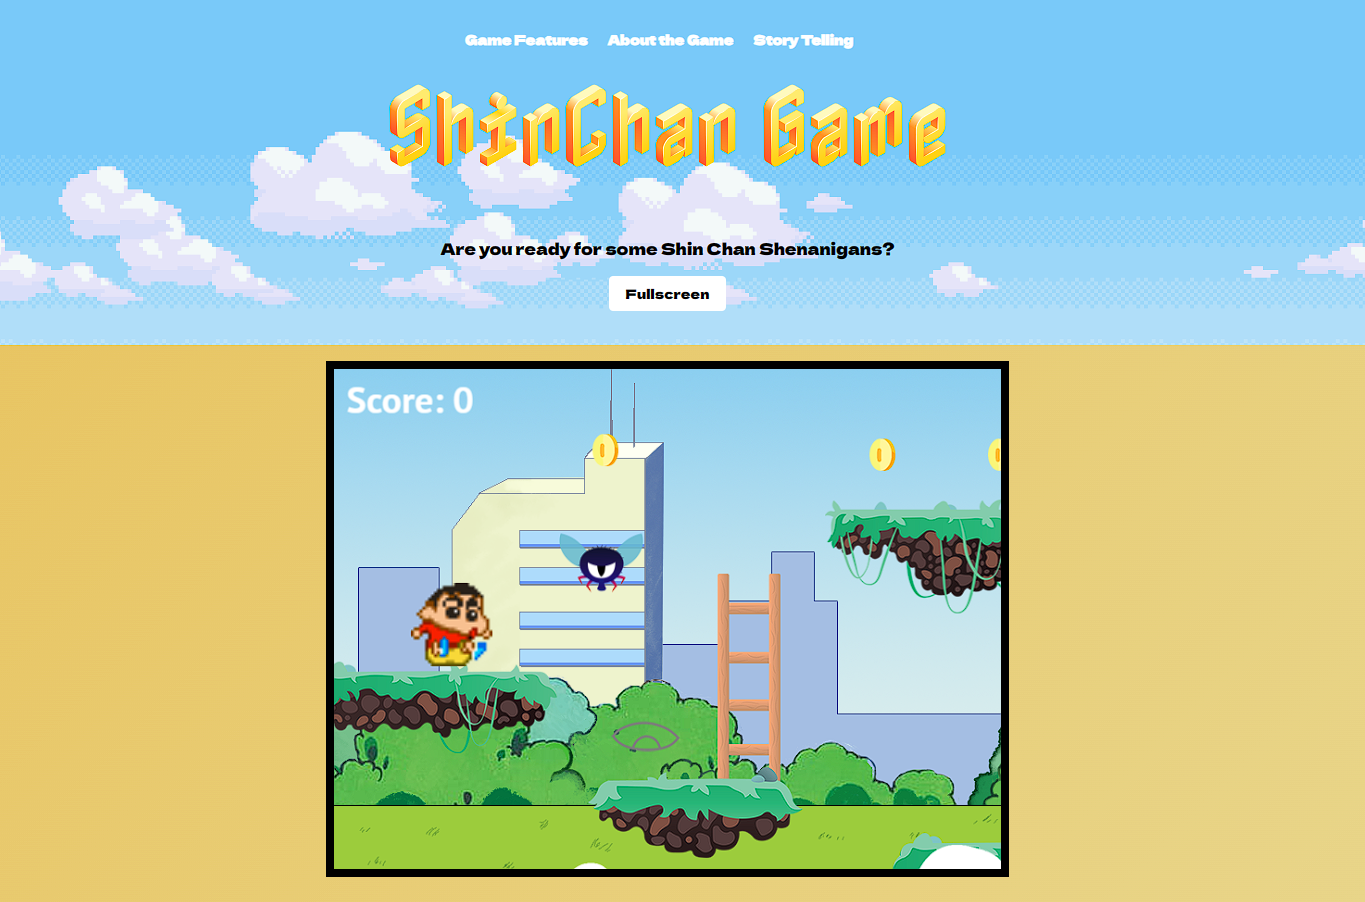 Game Features About the Game Story Telling
ShinChan Game
Are you ready for some Shin Chan Shenanigans?
Fullscreen
Score: 0